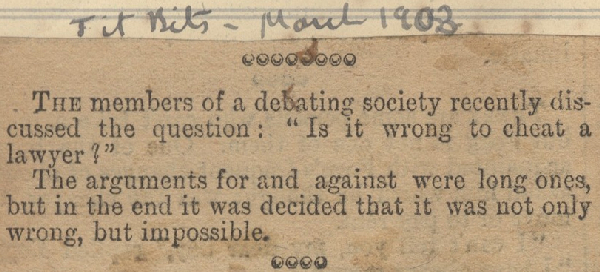 Tit Bits - March 1903
THE members of a debating society recently dis-
cussed the question: "Is it wrong to cheat a
lawyer?"
The arguments for and against were long ones,
but in the end it was decided that it was not only
wrong, but impossible.